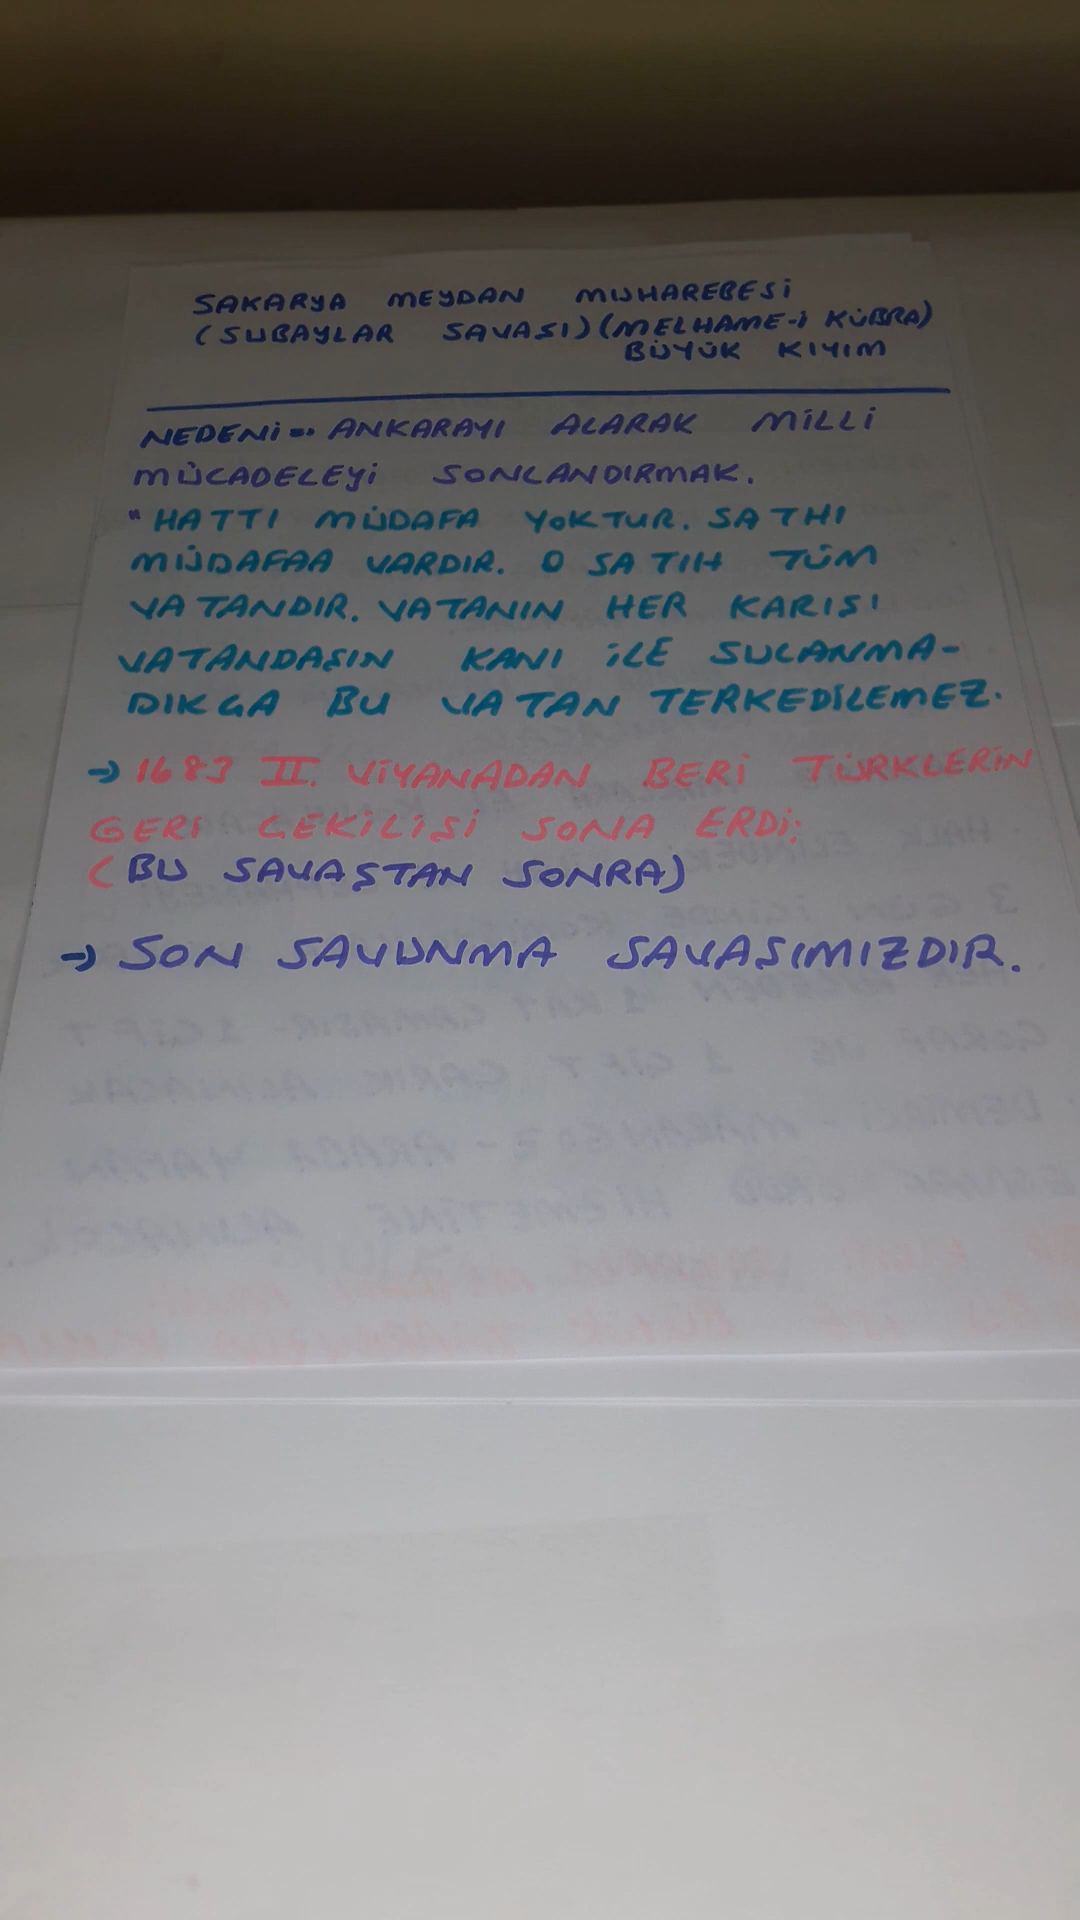 SAKARYA MEYDAN MUHAREBESİ
(SUBAYLAR SAVAŞI) (MELHAME-İ KÜBRA)
BÜYÜK KIYIM
NEDENİ => ANKARAYI ALARAK MİLLİ
MÜCADELEYİ SONLANDIRMAK.
"HATTI MÜDAFA YOKTUR. SATHI
MÜDAFAA VARDIR. O SATIH TÜM
VATANDIR. VATANIN HER KARIŞI
VATANDAŞIN KANI İLE SULANMA-
DIKÇA BU VATAN TERKEDİLEMEZ.
→ 1683 II. VİYANADAN BERİ TÜRKLERİN
GERİ ÇEKİLİŞİ SONA ERDİ.
(BU SAVAŞTAN SONRA)
→ SON SAVUNMA SAVAŞIMIZDIR.